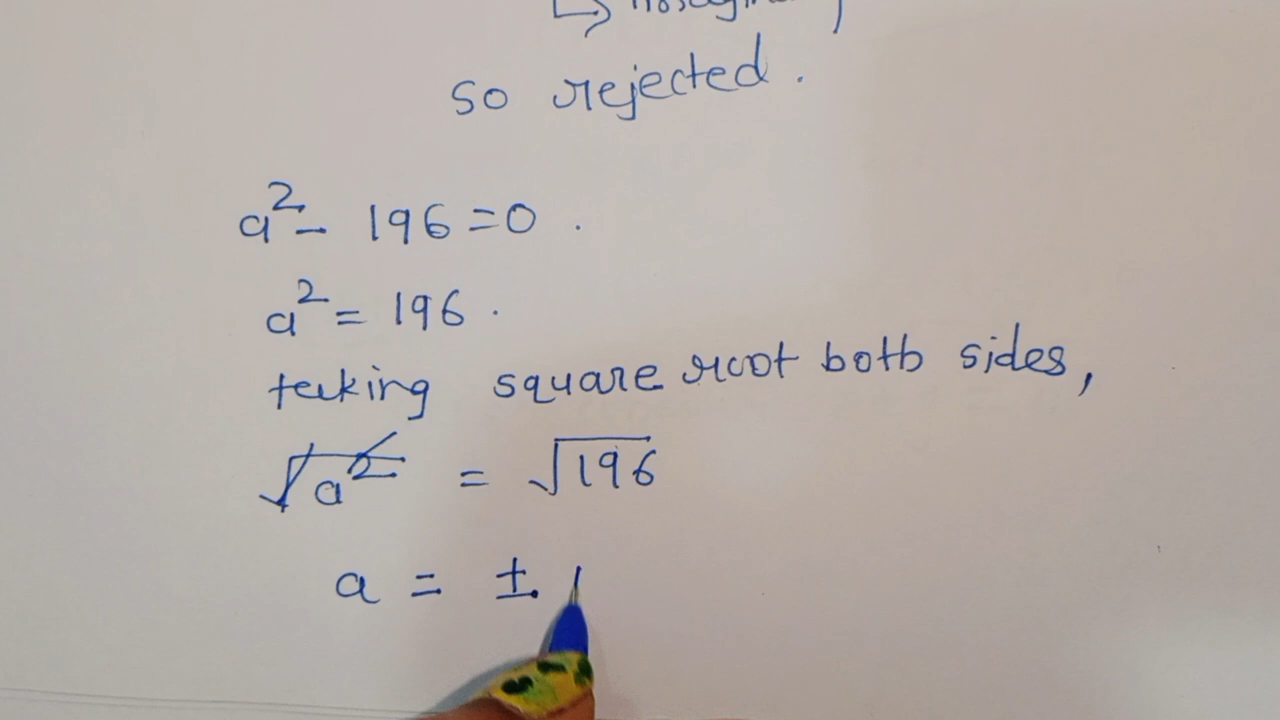 so rejected.
a² - 196 = 0.
a² = 196.
taking square root both sides,
√a² = √196
a = ±